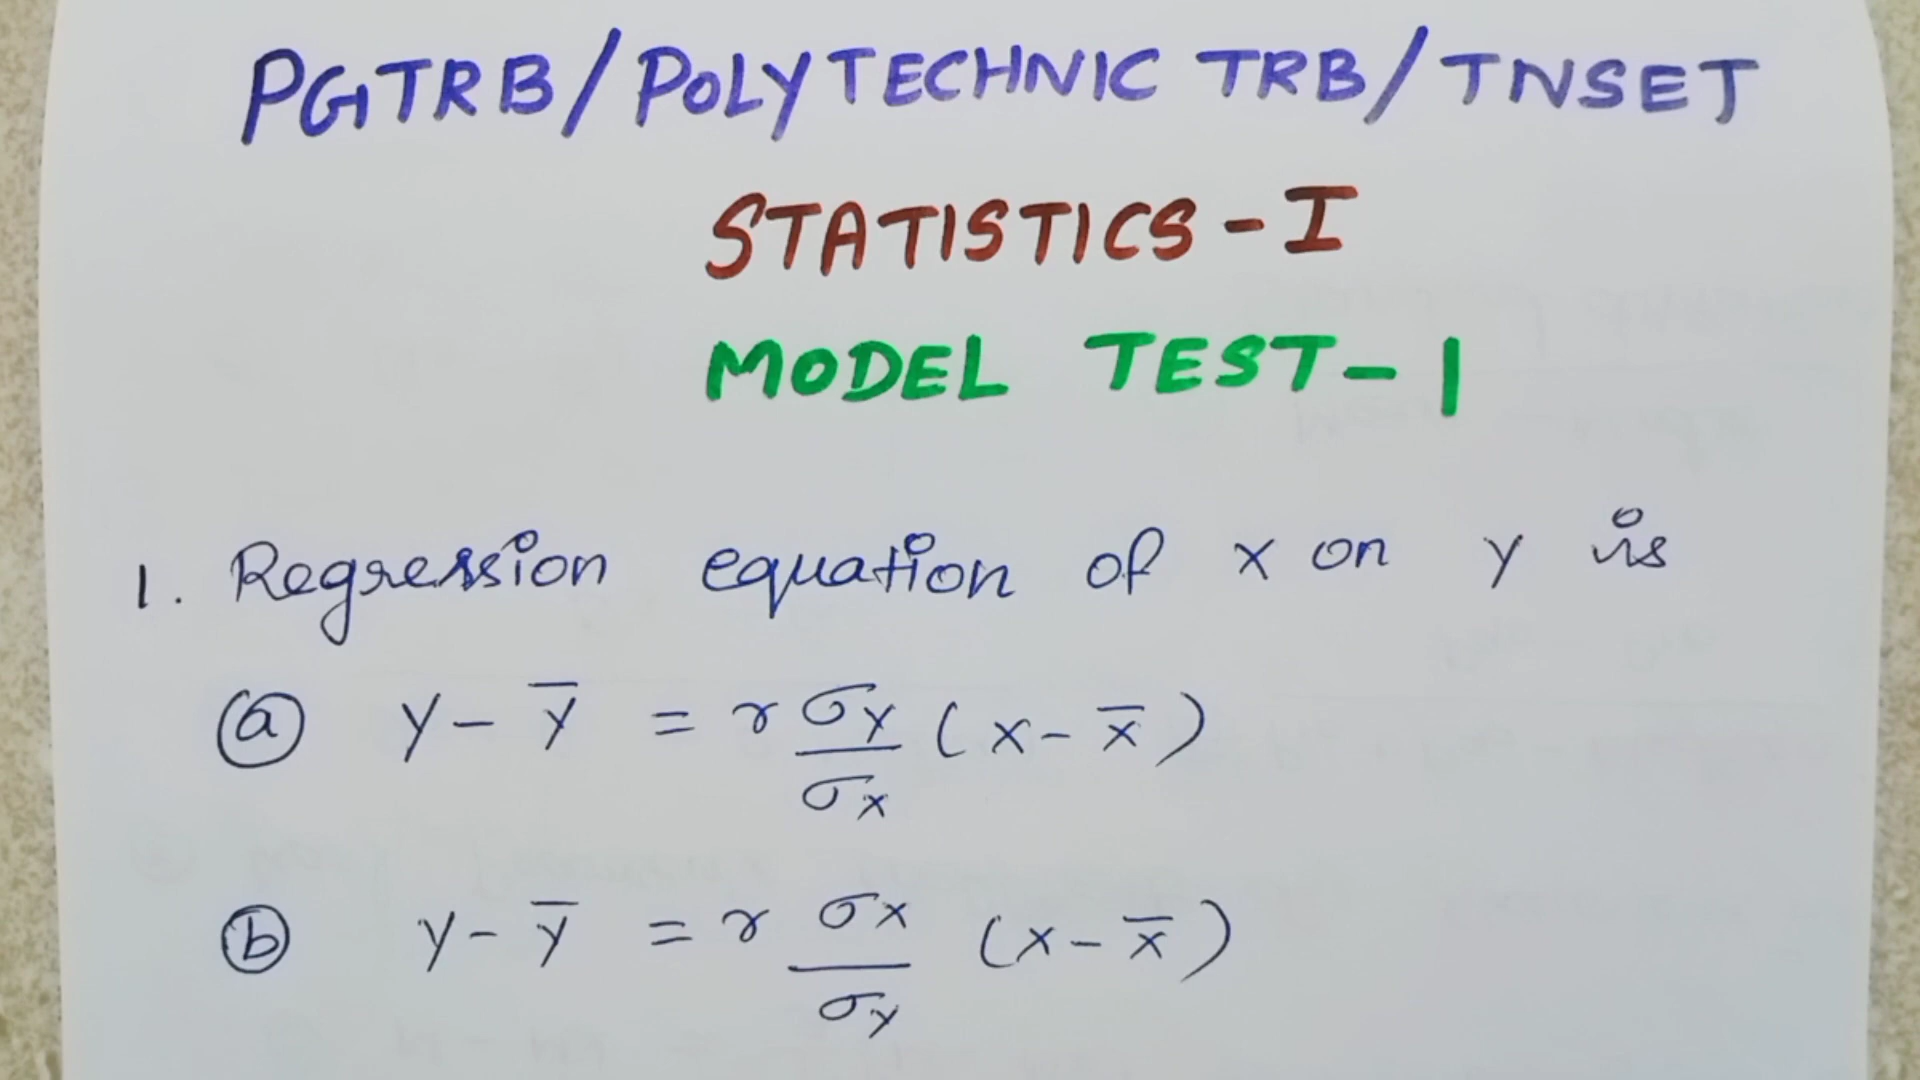 PGTRB/POLYTECHNIC TRB/TNSET
STATISTICS-I
MODEL TEST-1
1. Regression equation of x on y is
(a) y - ȳ = r σy/σx (x - x̄)
(b) y - ȳ = r σx/σy (x - x̄)